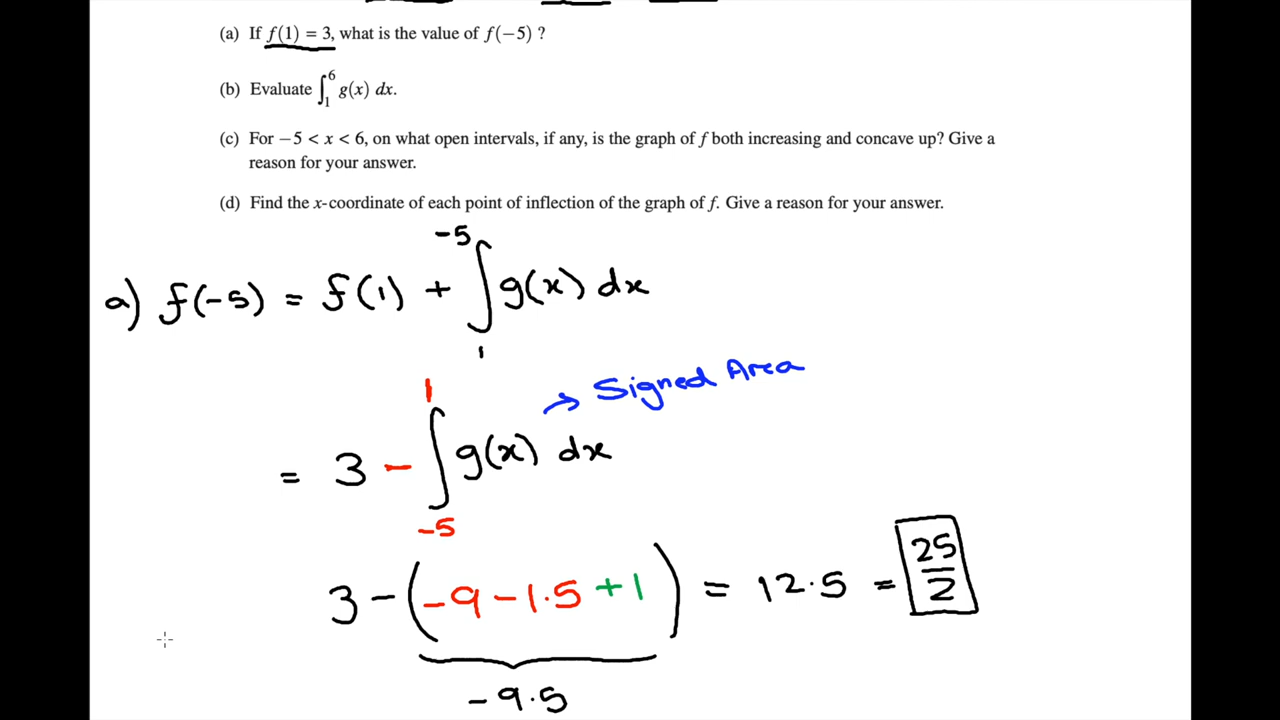 (a) If f(1) = 3, what is the value of f(−5) ?
(b) Evaluate ∫₁⁶ g(x) dx.
(c) For −5 < x < 6, on what open intervals, if any, is the graph of f both increasing and concave up? Give a
reason for your answer.
(d) Find the x-coordinate of each point of inflection of the graph of f. Give a reason for your answer.
a) f(-5) = f(1) + ∫₁⁻⁵ g(x) dx
→ Signed Area
= 3 - ∫₋₅¹ g(x) dx
3 - (-9 - 1.5 + 1) = 12.5 = 25/2
-9.5